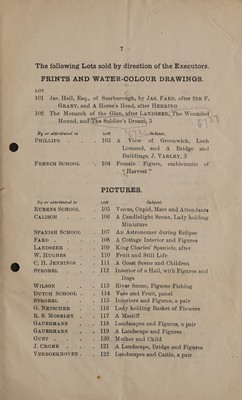 7
The following Lots sold by direction of the Executors.
PRINTS AND WATER-COLOUR DRAWINGS.
LOT
101 Jas. Hall, Esq., of Scarborough, by JAS. FAED, after SIR F. GRANT, and A Horse's Head, after HERRING
102 The Monarch of the Glen, after LANDSEER, The Wounded Hound, and The Soldier's Dream, 3
By or attributed to LOT Subject.
PHILLIPS . . 103 A View of Greenwich, Loch Lomond, and A Bridge and Buildings, J. VARLEY, 3
FRENCH SCHOOL . 104 Female Figure, emblematic of "Harvest"
PICTURES.
By or attributed to LOT Subject.
RUBENS SCHOOL . 105 Venus, Cupid, Mars and Attendants
CALISCH . . 106 A Candlelight Scene, Lady holding Miniature
SPANISH SCHOOL . 107 An Astronomer during Eclipse
FAED . . . 108 A Cottage Interior and Figures
LANDSEER . . 109 King Charles' Spaniels, after
W. HUGHES . . 110 Fruit and Still Life
C. H. JENNINGS . . 111 A Coast Scene and Children
STROBEL . . 112 Interior of a Hall, with Figures and Dogs
WILSON . . 113 River Scene, Figures Fishing
DUTCH SCHOOL . . 114 Vase and Fruit, panel
STROBEL . . 115 Interiors and Figures, a pair
G. NETSCHER . . 116 Lady holding Basket of Flowers
R. S. MOSELEY . . 117 A Mastiff
GAUERMANN . . 118 Landscapes and Figures, a pair
GAUERMANN . . 119 A Landscape and Figures
GUET . . . 120 Mother and Child
J. CROME . . 121 A Landscape, Bridge and Figures
VERBOEKHOVEN . . 122 Landscapes and Cattle, a pair